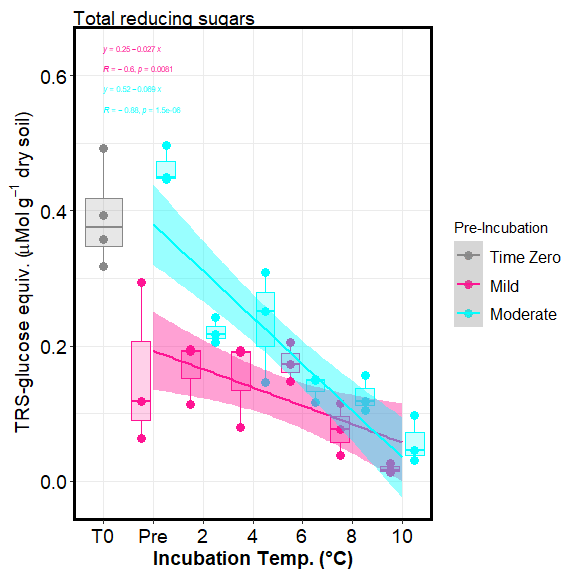 Total reducing sugars
y = 0.25 − 0.027 x
R = − 0.6, p = 0.0081
y = 0.52 − 0.069 x
R = − 0.88, p = 1.5e−06
TRS-glucose equiv. (μMol g⁻¹ dry soil)
0.6
0.4
0.2
0.0
T0 Pre 2 4 6 8 10
Incubation Temp. (°C)
Pre-Incubation
Time Zero
Mild
Moderate